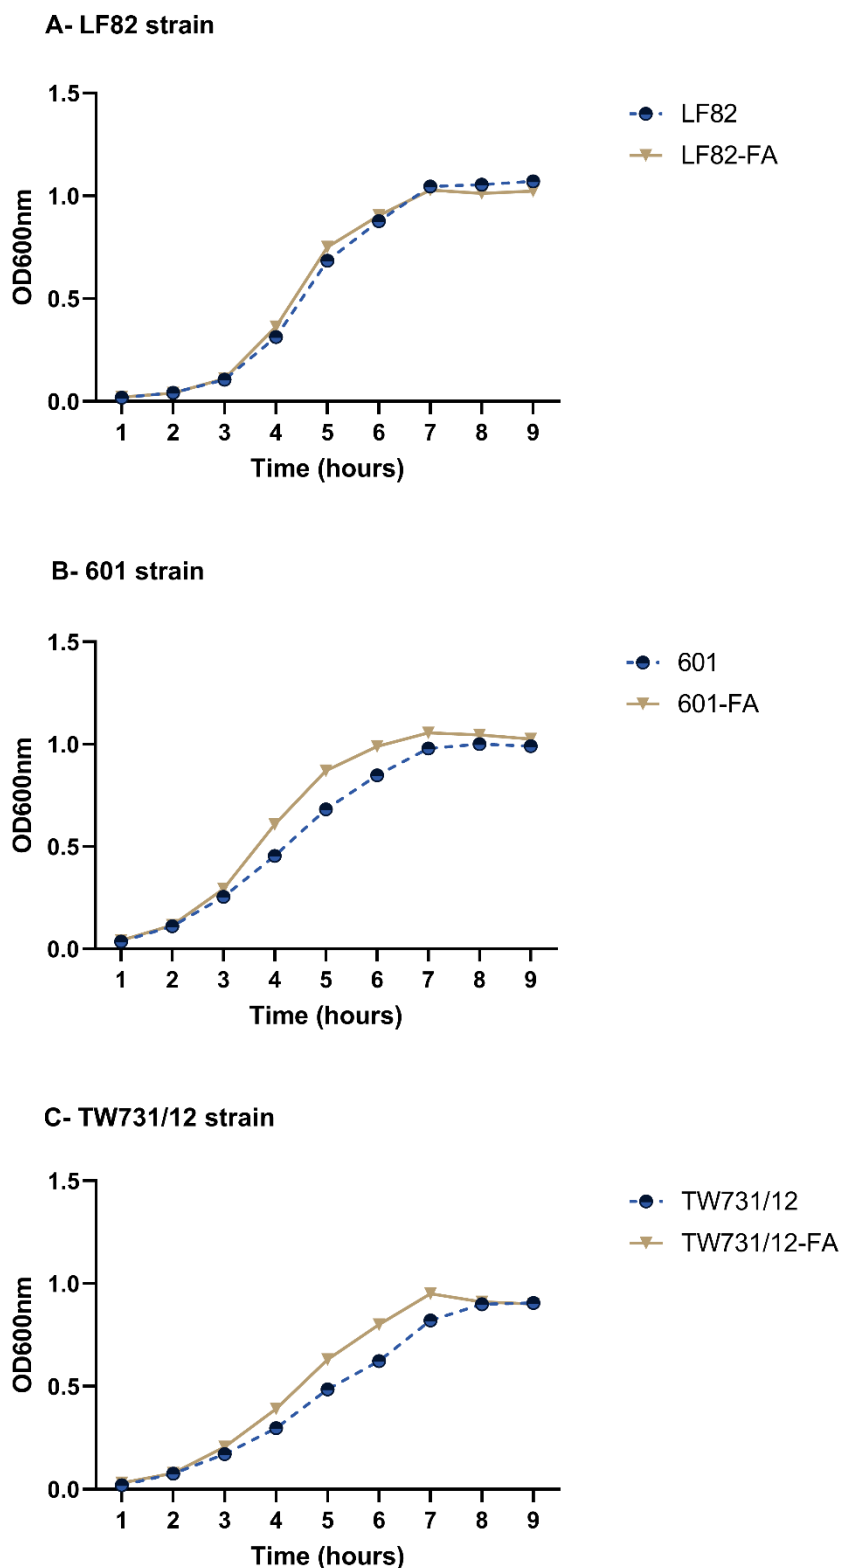 A- LF82 strain
1.5
1.0
0.5
0.0
OD600nm
1 2 3 4 5 6 7 8 9
Time (hours)
LF82
LF82-FA
B- 601 strain
1.5
1.0
0.5
0.0
OD600nm
1 2 3 4 5 6 7 8 9
Time (hours)
601
601-FA
C- TW731/12 strain
1.5
1.0
0.5
0.0
OD600nm
1 2 3 4 5 6 7 8 9
Time (hours)
TW731/12
TW731/12-FA